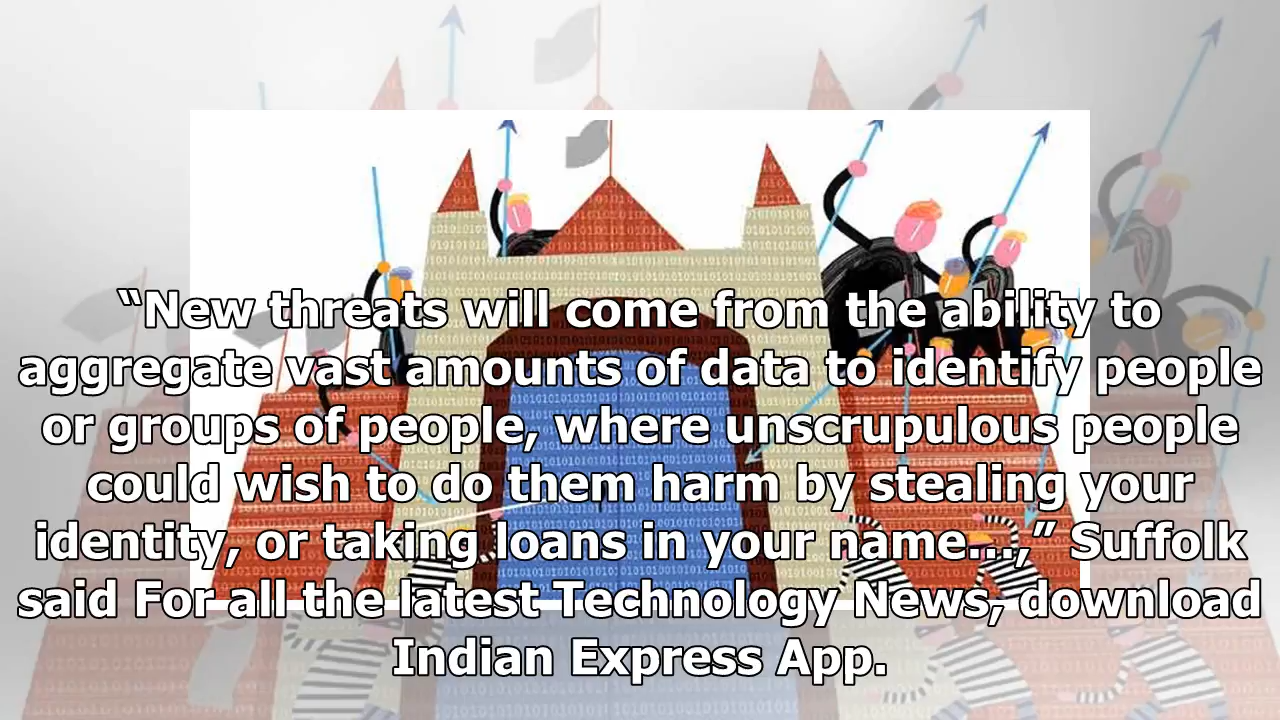 “New threats will come from the ability to
aggregate vast amounts of data to identify people
or groups of people, where unscrupulous people
could wish to do them harm by stealing your
identity, or taking loans in your name...,” Suffolk
said For all the latest Technology News, download
Indian Express App.